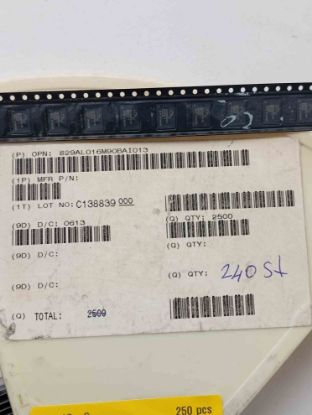 (P) OPN: S29AL016M90BAI013
(1P) MFR P/N:
(1T) LOT NO: C138839 000
(9D) D/C: 0613
(Q) QTY: 2500
(9D) D/C:
(Q) QTY:
(9D) D/C:
(Q) QTY: 240 St
(Q) TOTAL: 2500
250 pcs